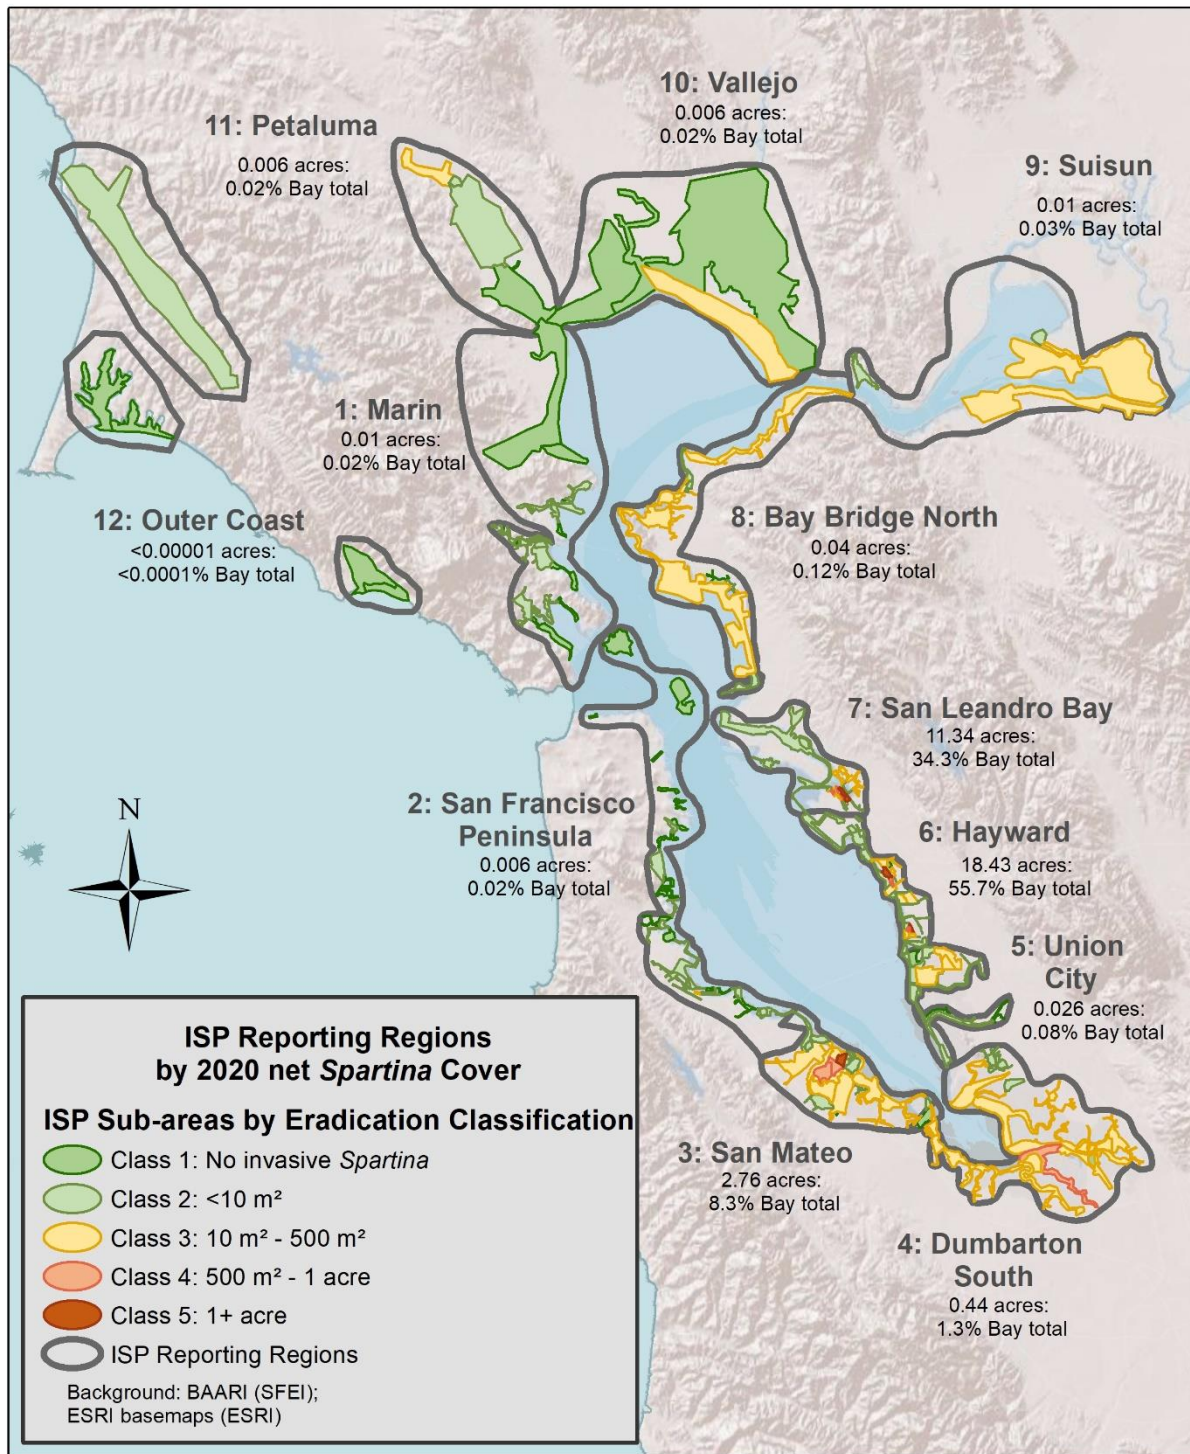 10: Vallejo
0.006 acres:
0.02% Bay total
11: Petaluma
0.006 acres:
0.02% Bay total
9: Suisun
0.01 acres:
0.03% Bay total
1: Marin
0.01 acres:
0.02% Bay total
12: Outer Coast
<0.00001 acres:
<0.0001% Bay total
8: Bay Bridge North
0.04 acres:
0.12% Bay total
7: San Leandro Bay
11.34 acres:
34.3% Bay total
2: San Francisco
Peninsula
0.006 acres:
0.02% Bay total
6: Hayward
18.43 acres:
55.7% Bay total
5: Union
City
0.026 acres:
0.08% Bay total
3: San Mateo
2.76 acres:
8.3% Bay total
4: Dumbarton
South
0.44 acres:
1.3% Bay total
N
ISP Reporting Regions
by 2020 net Spartina Cover
ISP Sub-areas by Eradication Classification
Class 1: No invasive Spartina
Class 2: <10 m²
Class 3: 10 m² - 500 m²
Class 4: 500 m² - 1 acre
Class 5: 1+ acre
ISP Reporting Regions
Background: BAARI (SFEI);
ESRI basemaps (ESRI)